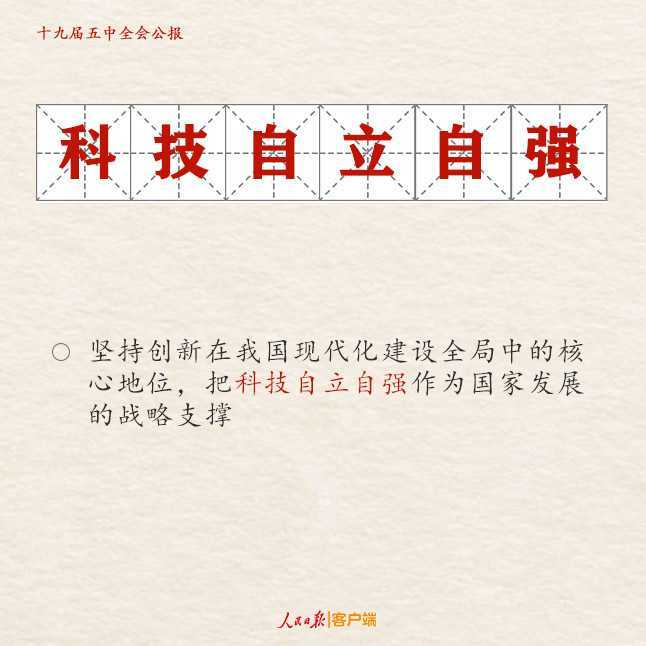 十九届五中全会公报
科技自立自强
○ 坚持创新在我国现代化建设全局中的核
心地位，把科技自立自强作为国家发展
的战略支撑
人民日报|客户端